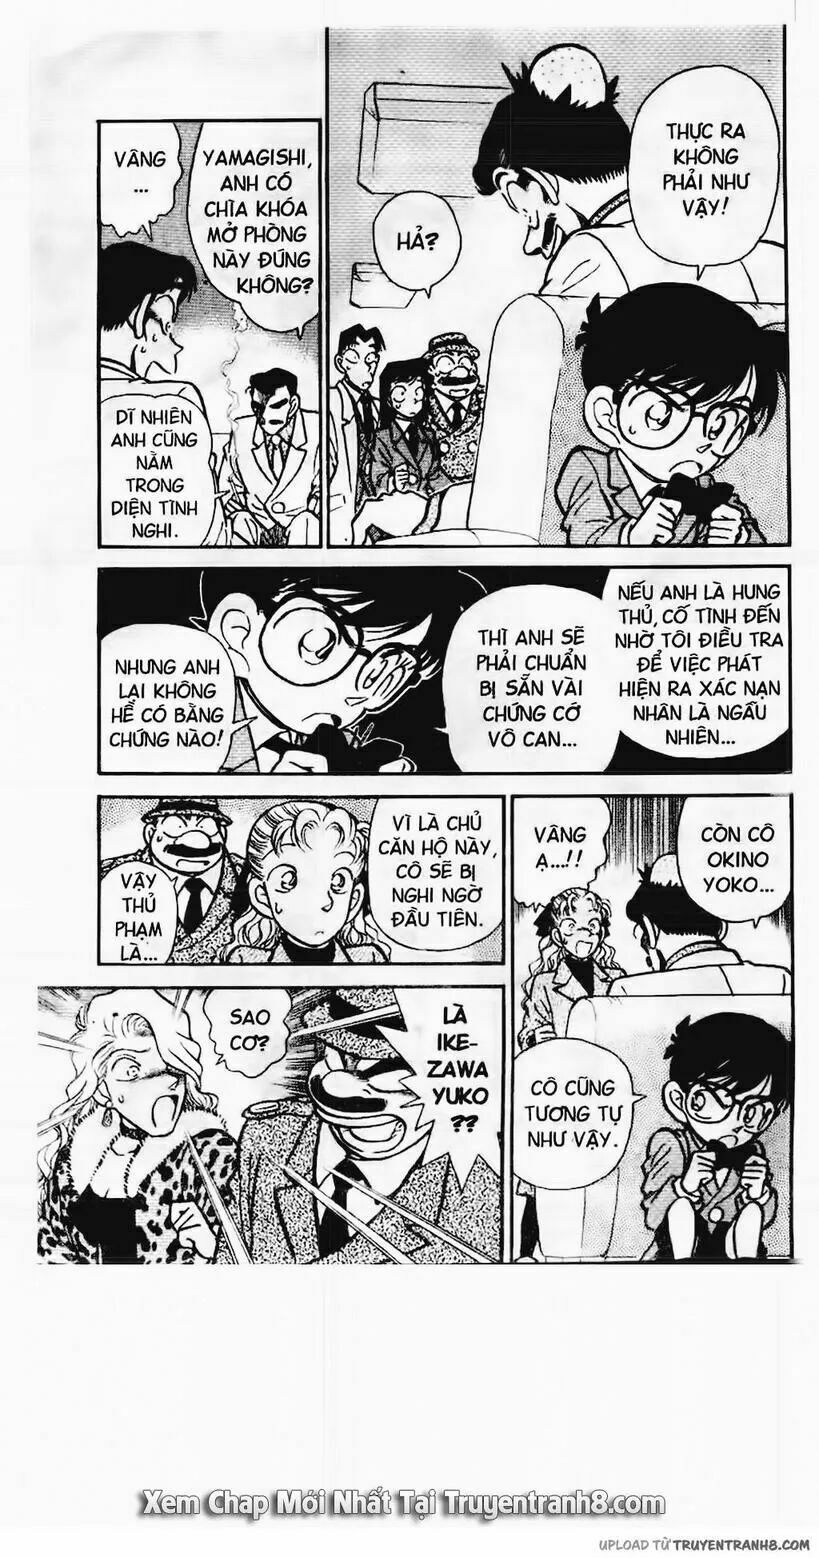 THỰC RA
KHÔNG
PHẢI NHƯ
VẬY!
HẢ?
YAMAGISHI,
ANH CÓ
CHÌA KHÓA
MỞ PHÒNG
NÀY ĐÚNG
KHÔNG?
VÂNG
...
DĨ NHIÊN
ANH CŨNG
NẰM
TRONG
DIỆN TÌNH
NGHI.
NẾU ANH LÀ HUNG
THỦ, CỐ TÌNH ĐẾN
NHỜ TÔI ĐIỀU TRA
ĐỂ VIỆC PHÁT
HIỆN RA XÁC NẠN
NHÂN LÀ NGẪU
NHIÊN...
THÌ ANH SẼ
PHẢI CHUẨN
BỊ SẴN VÀI
CHỨNG CỚ
VÔ CAN...
NHƯNG ANH
LẠI KHÔNG
HỀ CÓ BẰNG
CHỨNG NÀO!
CÒN CÔ
OKINO
YOKO...
VÂNG
Ạ...!!
CÔ CŨNG
TƯƠNG TỰ
NHƯ VẬY.
VÌ LÀ CHỦ
CĂN HỘ NÀY,
CÔ SẼ BỊ
NGHI NGỜ
ĐẦU TIÊN.
VẬY
THỦ
PHẠM
LÀ...
LÀ
IKE-
ZAWA
YUKO
??
SAO
CƠ?
Xem Chap Mới Nhất Tại Truyentranh8.com
UPLOAD TỪ TRUYENTRANH8.COM